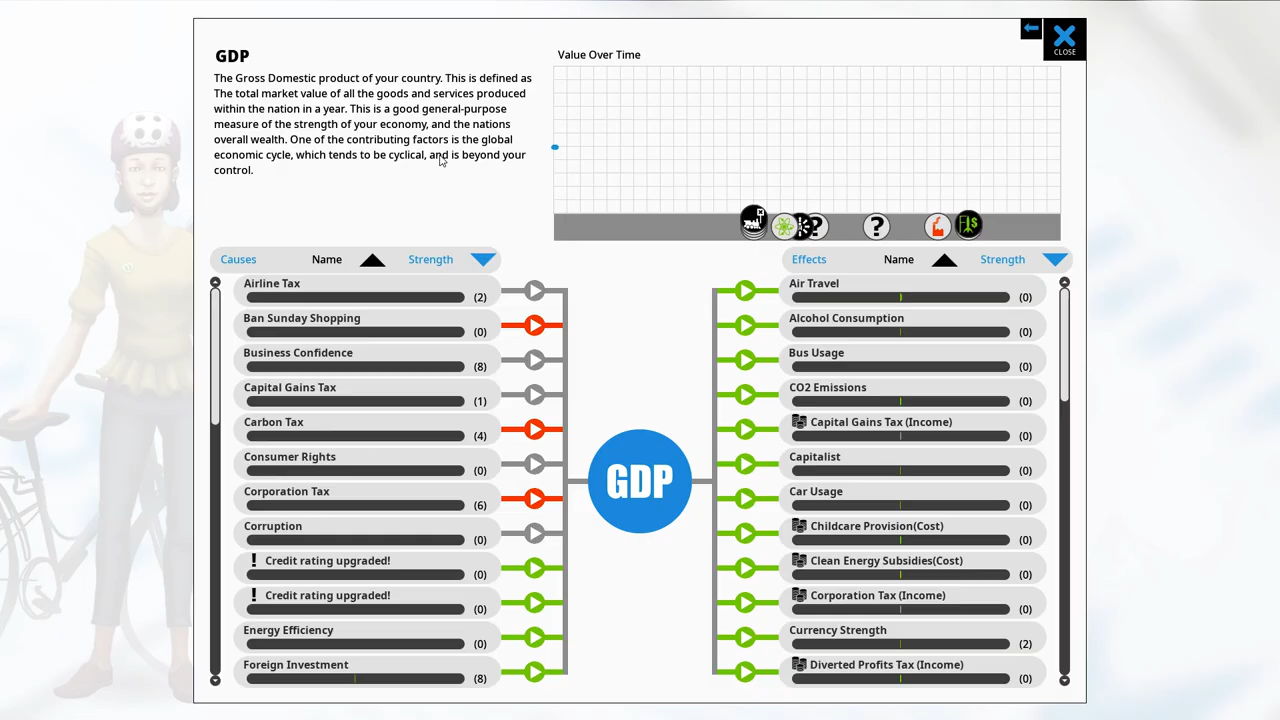 CLOSE
GDP
The Gross Domestic product of your country. This is defined as
The total market value of all the goods and services produced
within the nation in a year. This is a good general-purpose
measure of the strength of your economy, and the nations
overall wealth. One of the contributing factors is the global
economic cycle, which tends to be cyclical, and is beyond your
control.
Value Over Time
? ?
$
Causes Name Strength
Airline Tax
(2)
Ban Sunday Shopping
(0)
Business Confidence
(8)
Capital Gains Tax
(1)
Carbon Tax
(4)
Consumer Rights
(0)
Corporation Tax
(6)
Corruption
(0)
! Credit rating upgraded!
(0)
! Credit rating upgraded!
(0)
Energy Efficiency
(0)
Foreign Investment
(8)
GDP
Effects Name Strength
Air Travel
(0)
Alcohol Consumption
(0)
Bus Usage
(0)
CO2 Emissions
(0)
Capital Gains Tax (Income)
(0)
Capitalist
(0)
Car Usage
(0)
Childcare Provision(Cost)
(0)
Clean Energy Subsidies(Cost)
(0)
Corporation Tax (Income)
(0)
Currency Strength
(2)
Diverted Profits Tax (Income)
(0)